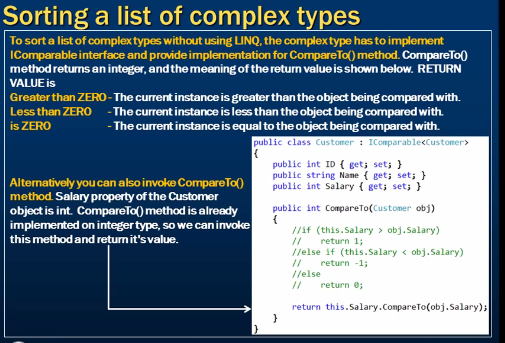 Sorting a list of complex types
To sort a list of complex types without using LINQ, the complex type has to implement
IComparable interface and provide implementation for CompareTo() method. CompareTo()
method returns an integer, and the meaning of the return value is shown below. RETURN
VALUE is
Greater than ZERO - The current instance is greater than the object being compared with.
Less than ZERO - The current instance is less than the object being compared with.
is ZERO - The current instance is equal to the object being compared with.
Alternatively you can also invoke CompareTo()
method. Salary property of the Customer
object is int. CompareTo() method is already
implemented on integer type, so we can invoke
this method and return it's value.
public class Customer : IComparable<Customer>
{
    public int ID { get; set; }
    public string Name { get; set; }
    public int Salary { get; set; }
    public int CompareTo(Customer obj)
    {
        //if (this.Salary > obj.Salary)
        //    return 1;
        //else if (this.Salary < obj.Salary)
        //    return -1;
        //else
        //    return 0;
        return this.Salary.CompareTo(obj.Salary);
    }
}